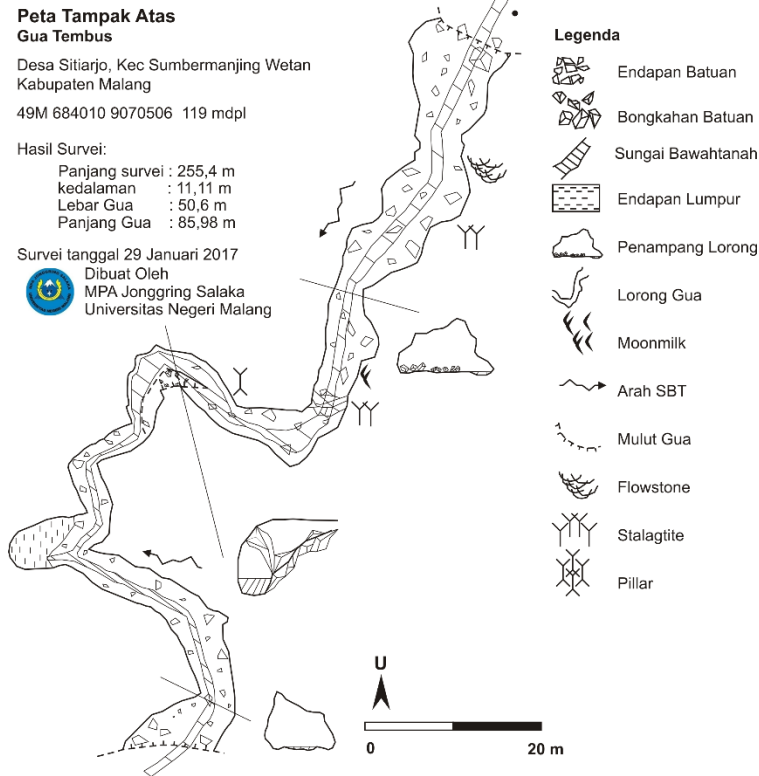 Peta Tampak Atas
Gua Tembus
Desa Sitiarjo, Kec Sumbermanjing Wetan
Kabupaten Malang
49M 684010 9070506 119 mdpl
Hasil Survei:
Panjang survei : 255,4 m
kedalaman : 11,11 m
Lebar Gua : 50,6 m
Panjang Gua : 85,98 m
Survei tanggal 29 Januari 2017
Dibuat Oleh
MPA Jonggring Salaka
Universitas Negeri Malang
Legenda
Endapan Batuan
Bongkahan Batuan
Sungai Bawahtanah
Endapan Lumpur
Penampang Lorong
Lorong Gua
Moonmilk
Arah SBT
Mulut Gua
Flowstone
Stalagtite
Pillar
U
0 20 m